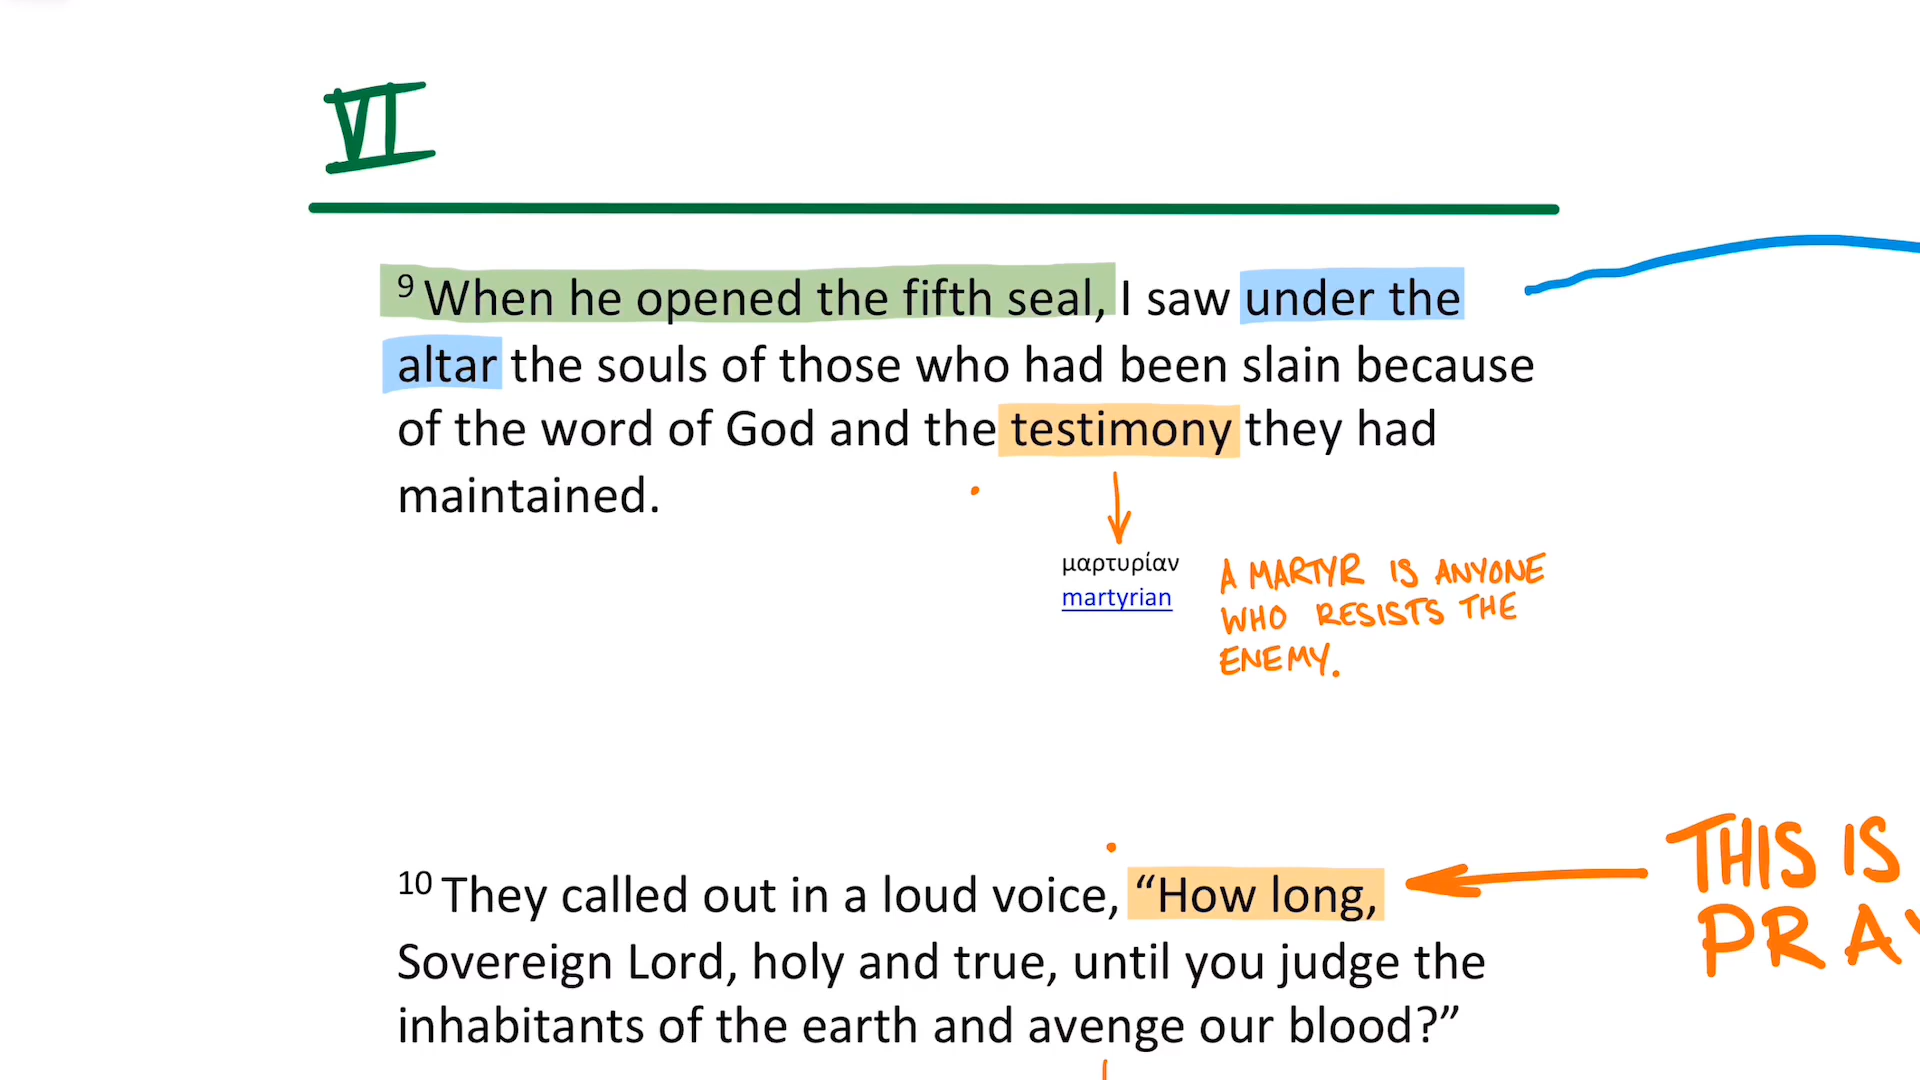 VI
9 When he opened the fifth seal, I saw under the
altar the souls of those who had been slain because
of the word of God and the testimony they had
maintained.
μαρτυρίαν
martyrian
A MARTYR IS ANYONE
WHO RESISTS THE
ENEMY.
10 They called out in a loud voice, “How long,
Sovereign Lord, holy and true, until you judge the
inhabitants of the earth and avenge our blood?”
THIS IS